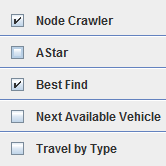 Node Crawler
AStar
Best Find
Next Available Vehicle
Travel by Type